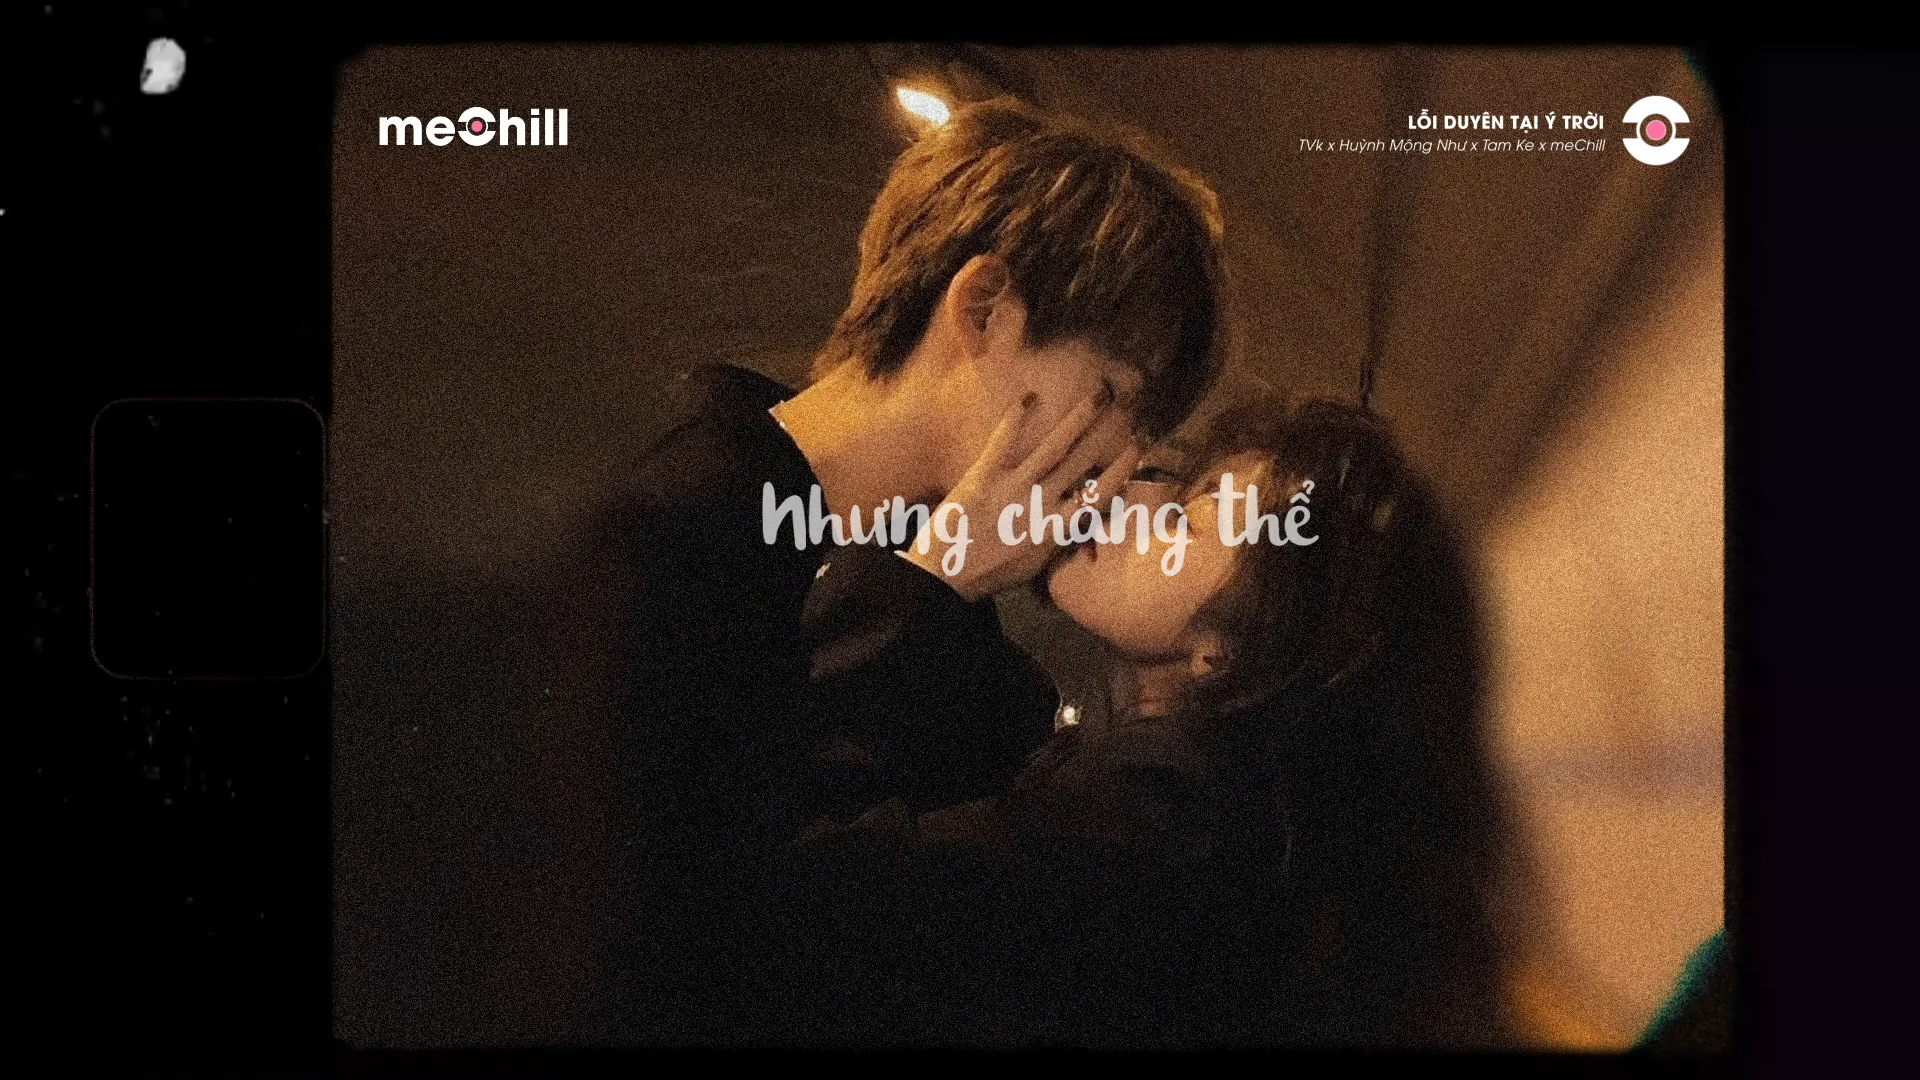 meChill
LỖI DUYÊN TẠI Ý TRỜI
TVk x Huỳnh Mộng Như x Tam Ke x meChill
Nhưng chẳng thể